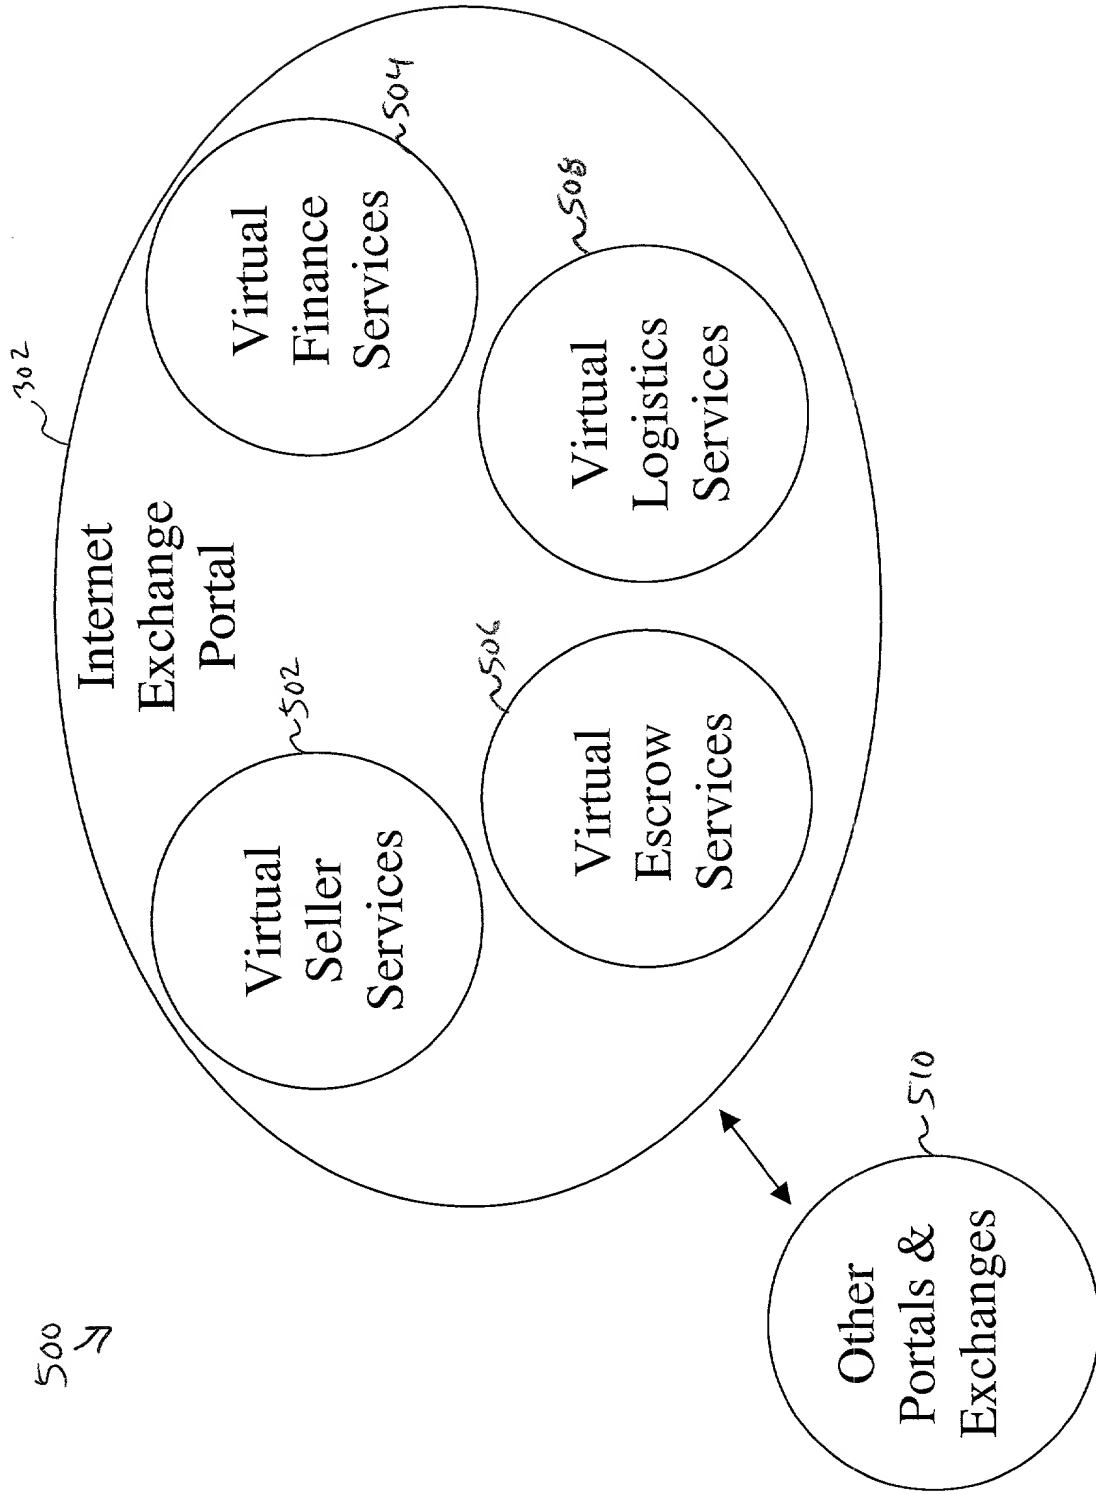 500
302
Internet
Exchange
Portal
502
Virtual
Seller
Services
504
Virtual
Finance
Services
506
Virtual
Escrow
Services
508
Virtual
Logistics
Services
510
Other
Portals &
Exchanges